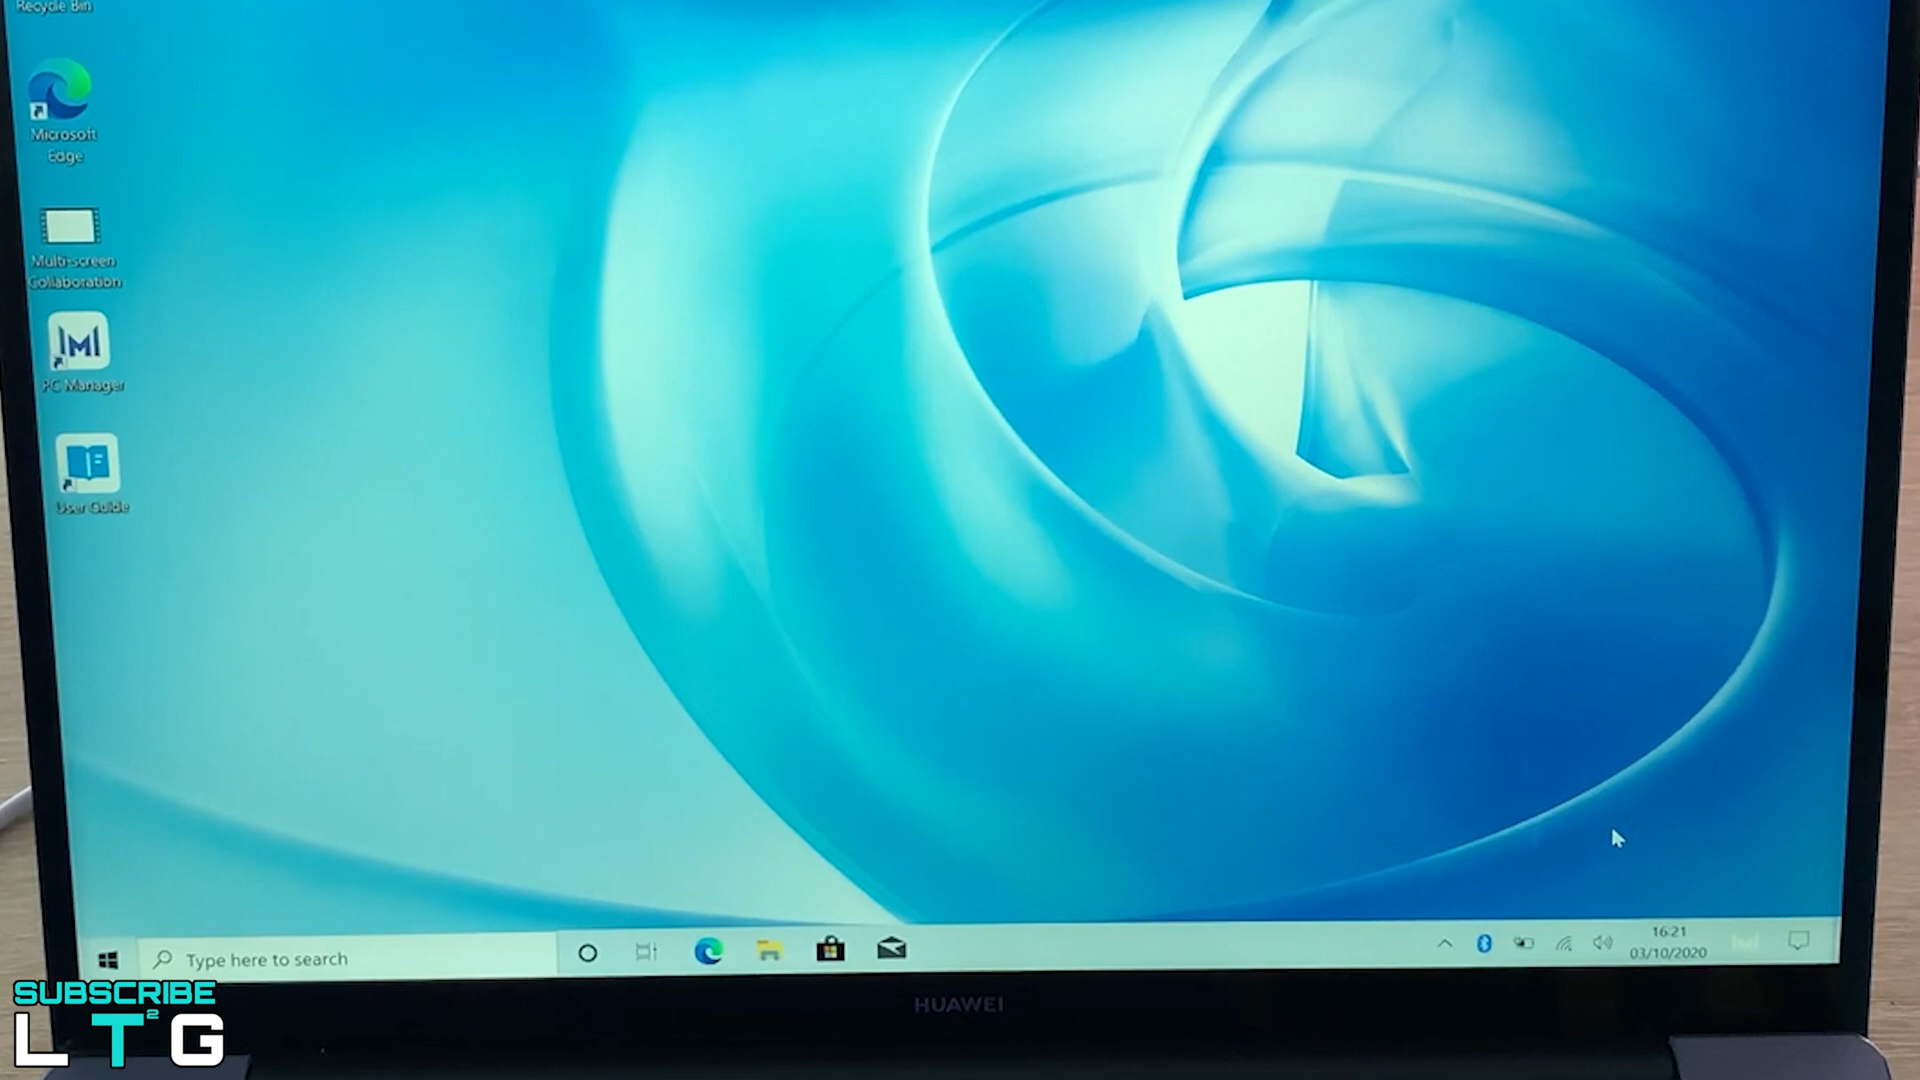 Recycle Bin
Microsoft
Edge
Multi-screen
Collaboration
PC Manager
User Guide
Type here to search
16:21
03/10/2020
HUAWEI
SUBSCRIBE
LT²G